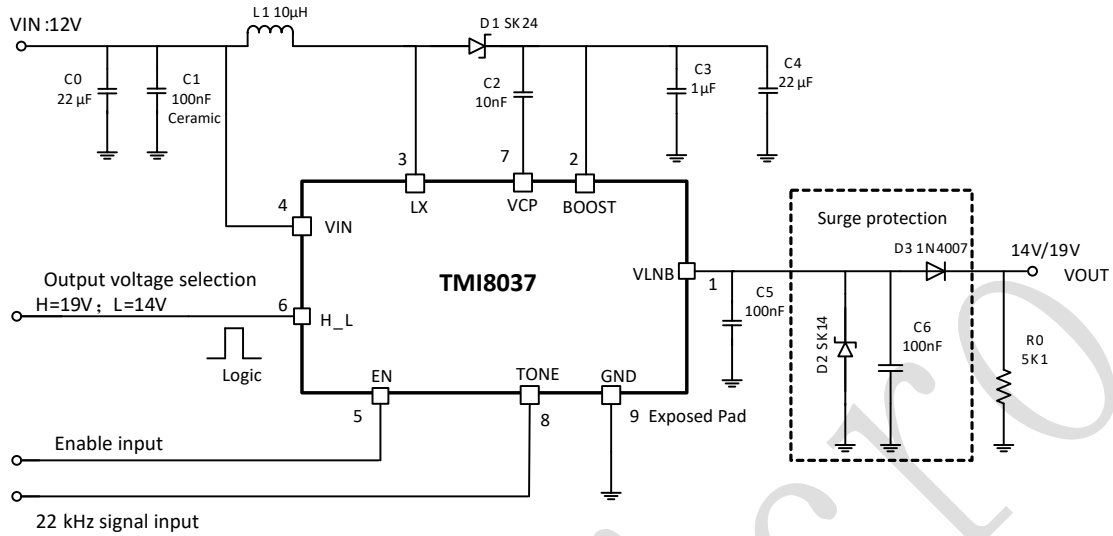 VIN :12V
L1 10μH
D1 SK24
C0
22 μF
C1
100nF
Ceramic
C2
10nF
C3
1μF
C4
22 μF
3
7
2
LX
VCP
BOOST
4
VIN
Surge protection
D3 1N4007
14V/19V
VOUT
Output voltage selection
H=19V；L=14V
TMI8037
VLNB
1
6
H_L
C5
100nF
D2 SK14
C6
100nF
R0
5K1
Logic
EN
TONE
GND
5
8
9 Exposed Pad
Enable input
22 kHz signal input
cro